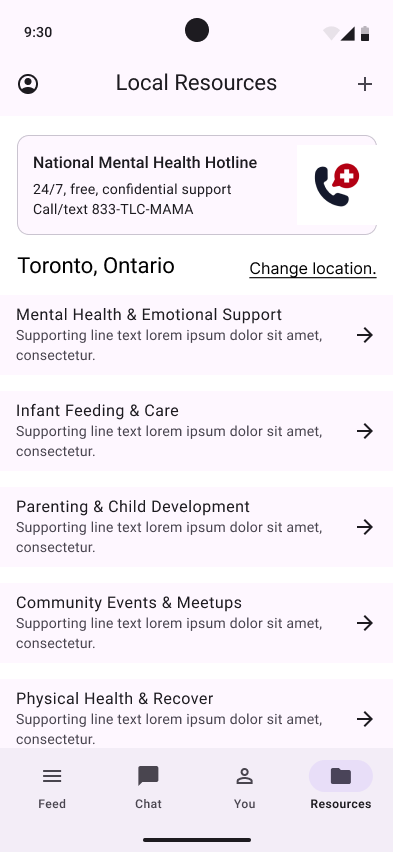 9:30
Local Resources
National Mental Health Hotline
24/7, free, confidential support
Call/text 833-TLC-MAMA
Toronto, Ontario
Change location.
Mental Health & Emotional Support
Supporting line text lorem ipsum dolor sit amet,
consectetur.
Infant Feeding & Care
Supporting line text lorem ipsum dolor sit amet,
consectetur.
Parenting & Child Development
Supporting line text lorem ipsum dolor sit amet,
consectetur.
Community Events & Meetups
Supporting line text lorem ipsum dolor sit amet,
consectetur.
Physical Health & Recover
Supporting line text lorem ipsum dolor sit amet,
consectetur.
Feed
Chat
You
Resources